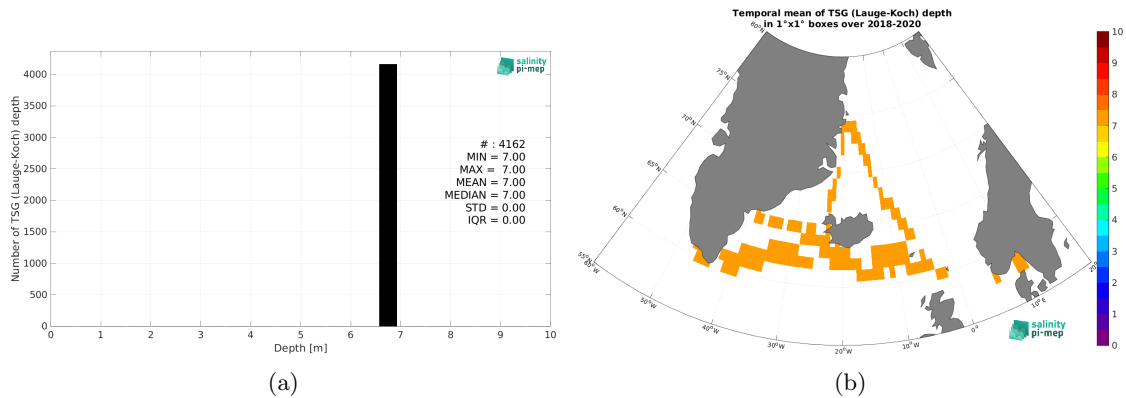 4000
3500
3000
2500
2000
1500
1000
500
0
Number of TSG (Lauge-Koch) depth
salinity
pi-mep
# : 4162
MIN = 7.00
MAX = 7.00
MEAN = 7.00
MEDIAN = 7.00
STD = 0.00
IQR = 0.00
0 1 2 3 4 5 6 7 8 9 10
Depth [m]
(a)
Temporal mean of TSG (Lauge-Koch) depth
in 1°x1° boxes over 2018-2020
80°N
75°N
70°N
65°N
60°N
55°N
60°W
50°W
40°W
30°W
20°W
10°W
0°
10°E
salinity
pi-mep
10
9
8
7
6
5
4
3
2
1
0
(b)